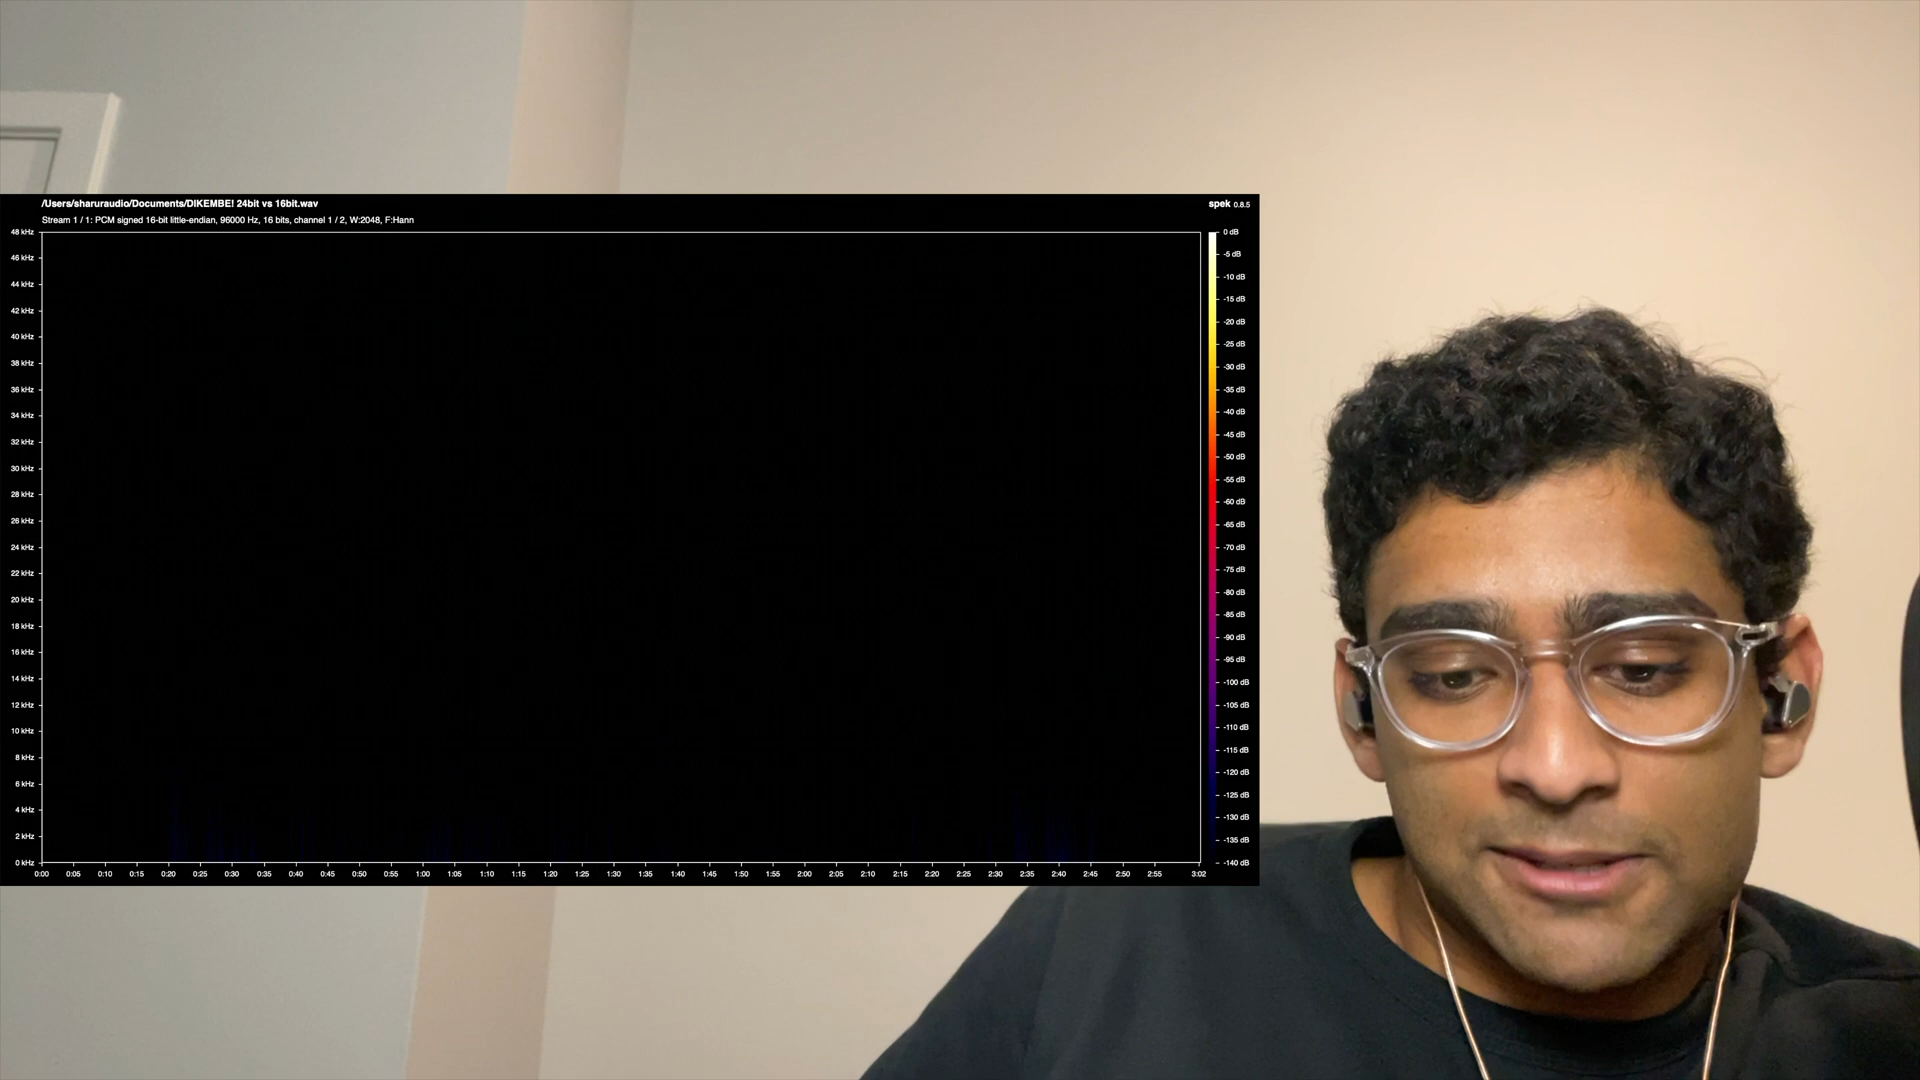 /Users/sharuraudio/Documents/DIKEMBE! 24bit vs 16bit.wav
spek 0.8.5
Stream 1 / 1: PCM signed 16-bit little-endian, 96000 Hz, 16 bits, channel 1 / 2, W:2048, F:Hann
48 kHz
46 kHz
44 kHz
42 kHz
40 kHz
38 kHz
36 kHz
34 kHz
32 kHz
30 kHz
28 kHz
26 kHz
24 kHz
22 kHz
20 kHz
18 kHz
16 kHz
14 kHz
12 kHz
10 kHz
8 kHz
6 kHz
4 kHz
2 kHz
0 kHz
0 dB
-5 dB
-10 dB
-15 dB
-20 dB
-25 dB
-30 dB
-35 dB
-40 dB
-45 dB
-50 dB
-55 dB
-60 dB
-65 dB
-70 dB
-75 dB
-80 dB
-85 dB
-90 dB
-95 dB
-100 dB
-105 dB
-110 dB
-115 dB
-120 dB
-125 dB
-130 dB
-135 dB
-140 dB
0:00 0:05 0:10 0:15 0:20 0:25 0:30 0:35 0:40 0:45 0:50 0:55 1:00 1:05 1:10 1:15 1:20 1:25 1:30 1:35 1:40 1:45 1:50 1:55 2:00 2:05 2:10 2:15 2:20 2:25 2:30 2:35 2:40 2:45 2:50 2:55 3:02